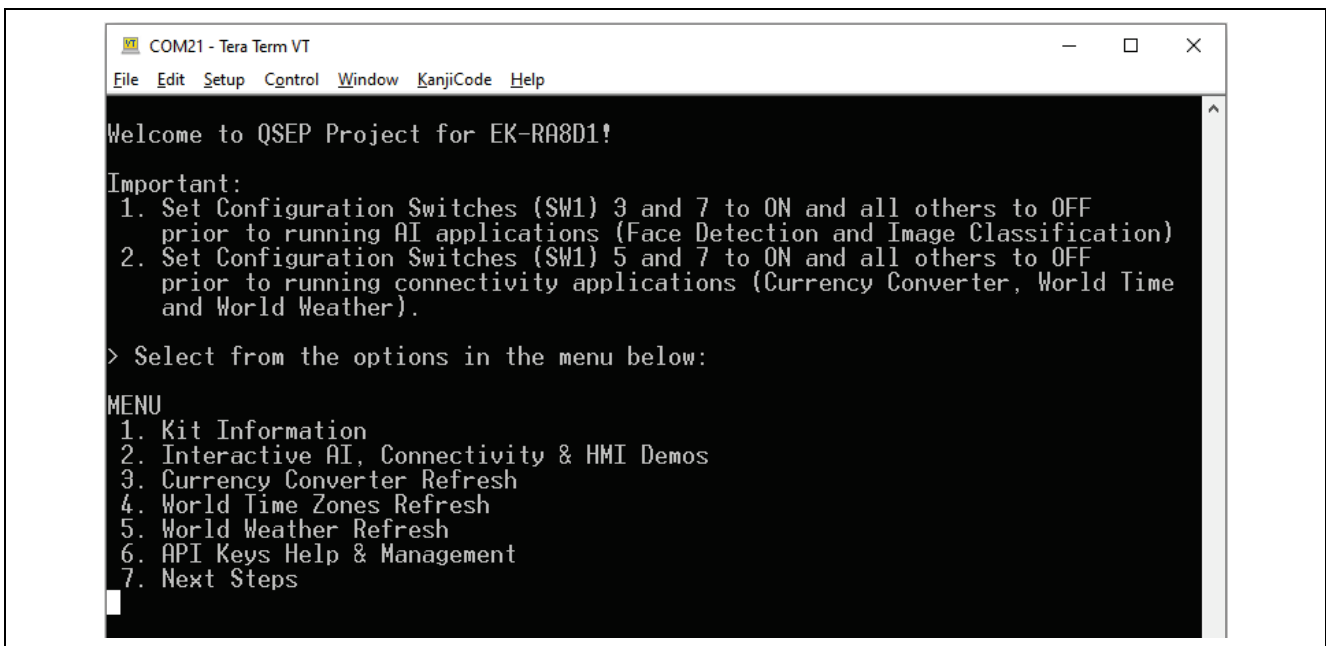 COM21 - Tera Term VT
File Edit Setup Control Window KanjiCode Help
Welcome to QSEP Project for EK-RA8D1!
Important:
1. Set Configuration Switches (SW1) 3 and 7 to ON and all others to OFF
prior to running AI applications (Face Detection and Image Classification)
2. Set Configuration Switches (SW1) 5 and 7 to ON and all others to OFF
prior to running connectivity applications (Currency Converter, World Time
and World Weather).
> Select from the options in the menu below:
MENU
1. Kit Information
2. Interactive AI, Connectivity & HMI Demos
3. Currency Converter Refresh
4. World Time Zones Refresh
5. World Weather Refresh
6. API Keys Help & Management
7. Next Steps